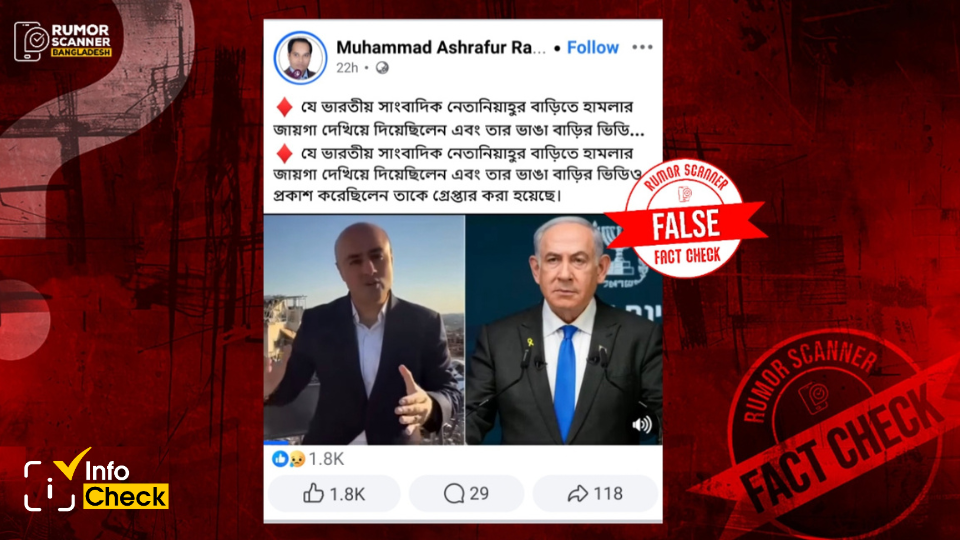 RUMOR
SCANNER
BANGLADESH
Muhammad Ashrafur Ra... • Follow
22h
♦️ যে ভারতীয় সাংবাদিক নেতানিয়াহুর বাড়িতে হামলার
জায়গা দেখিয়ে দিয়েছিলেন এবং তার ভাঙা বাড়ির ভিডি...
♦️ যে ভারতীয় সাংবাদিক নেতানিয়াহুর বাড়িতে হামলার
জায়গা দেখিয়ে দিয়েছিলেন এবং তার ভাঙা বাড়ির ভিডিও
প্রকাশ করেছিলেন তাকে গ্রেপ্তার করা হয়েছে।
RUMOR SCANNER
FALSE
FACT CHECK
1.8K
1.8K
29
118
Info
Check
RUMOR SCANNER
FACT CHECK